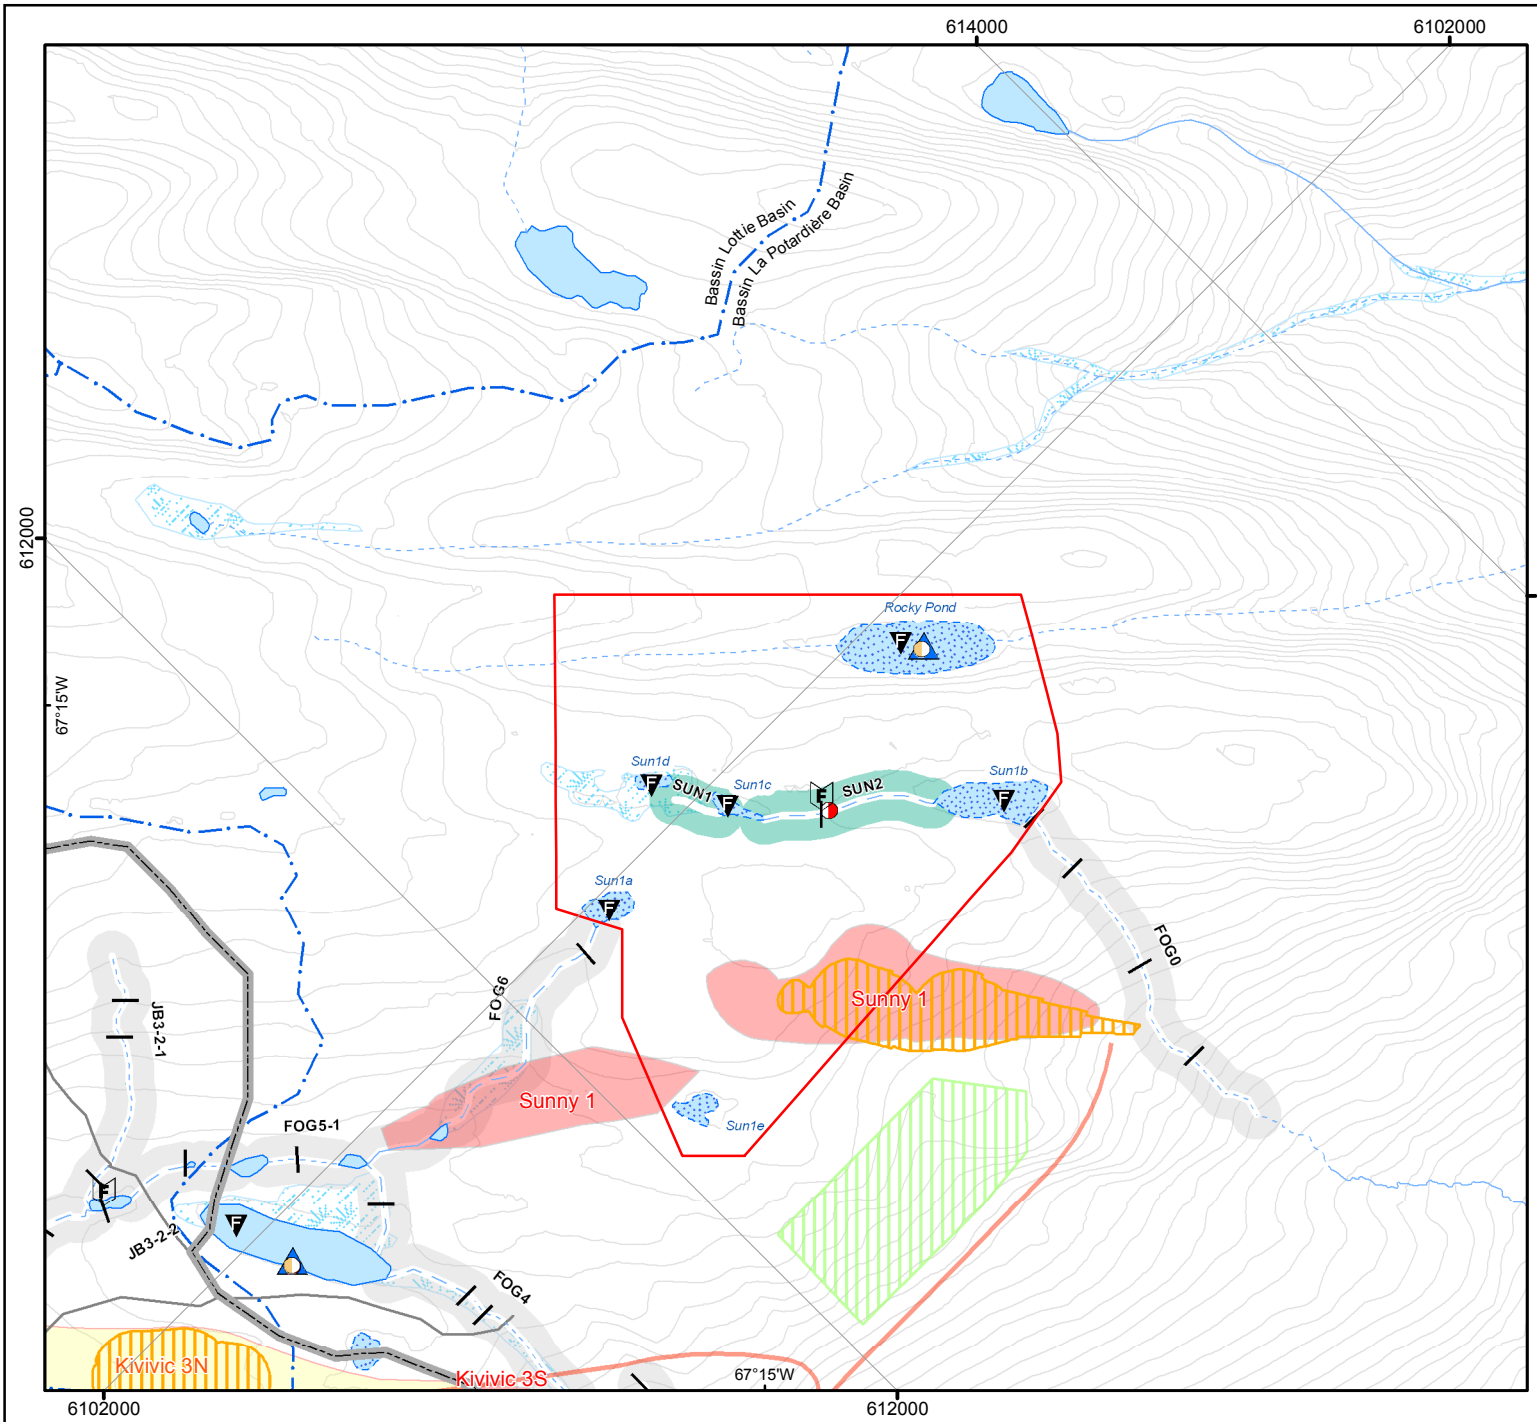 614000
6102000
Bassin Lottie Basin
Bassin La Potardière Basin
612000
Rocky Pond
F
67°15'W
Sun1d
Sun1c
Sun1b
SUN1
SUN2
F
F
F
F
Sun1a
F
FOG6
FOG0
Sunny 1
JB3-2-1
Sunny 1
Sun1e
FOG5-1
F
F
JB3-2-2
FOG4
Kivivic 3N
Kivivic 3S
67°15'W
6102000
612000